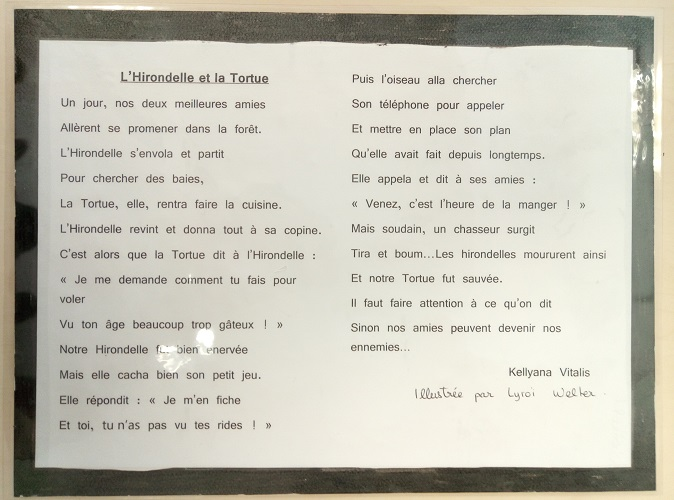 L'Hirondelle et la Tortue
Un jour, nos deux meilleures amies
Allèrent se promener dans la forêt.
L'Hirondelle s'envola et partit
Pour chercher des baies,
La Tortue, elle, rentra faire la cuisine.
L'Hirondelle revint et donna tout à sa copine.
C'est alors que la Tortue dit à l'Hirondelle :
« Je me demande comment tu fais pour
voler
Vu ton âge beaucoup trop gâteux ! »
Notre Hirondelle fut bien énervée
Mais elle cacha bien son petit jeu.
Elle répondit : « Je m'en fiche
Et toi, tu n'as pas vu tes rides ! »
Puis l'oiseau alla chercher
Son téléphone pour appeler
Et mettre en place son plan
Qu'elle avait fait depuis longtemps.
Elle appela et dit à ses amies :
« Venez, c'est l'heure de la manger ! »
Mais soudain, un chasseur surgit
Tira et boum…Les hirondelles moururent ainsi
Et notre Tortue fut sauvée.
Il faut faire attention à ce qu'on dit
Sinon nos amies peuvent devenir nos
ennemies…
Kellyana Vitalis
Illustrée par Lyroï Welter.